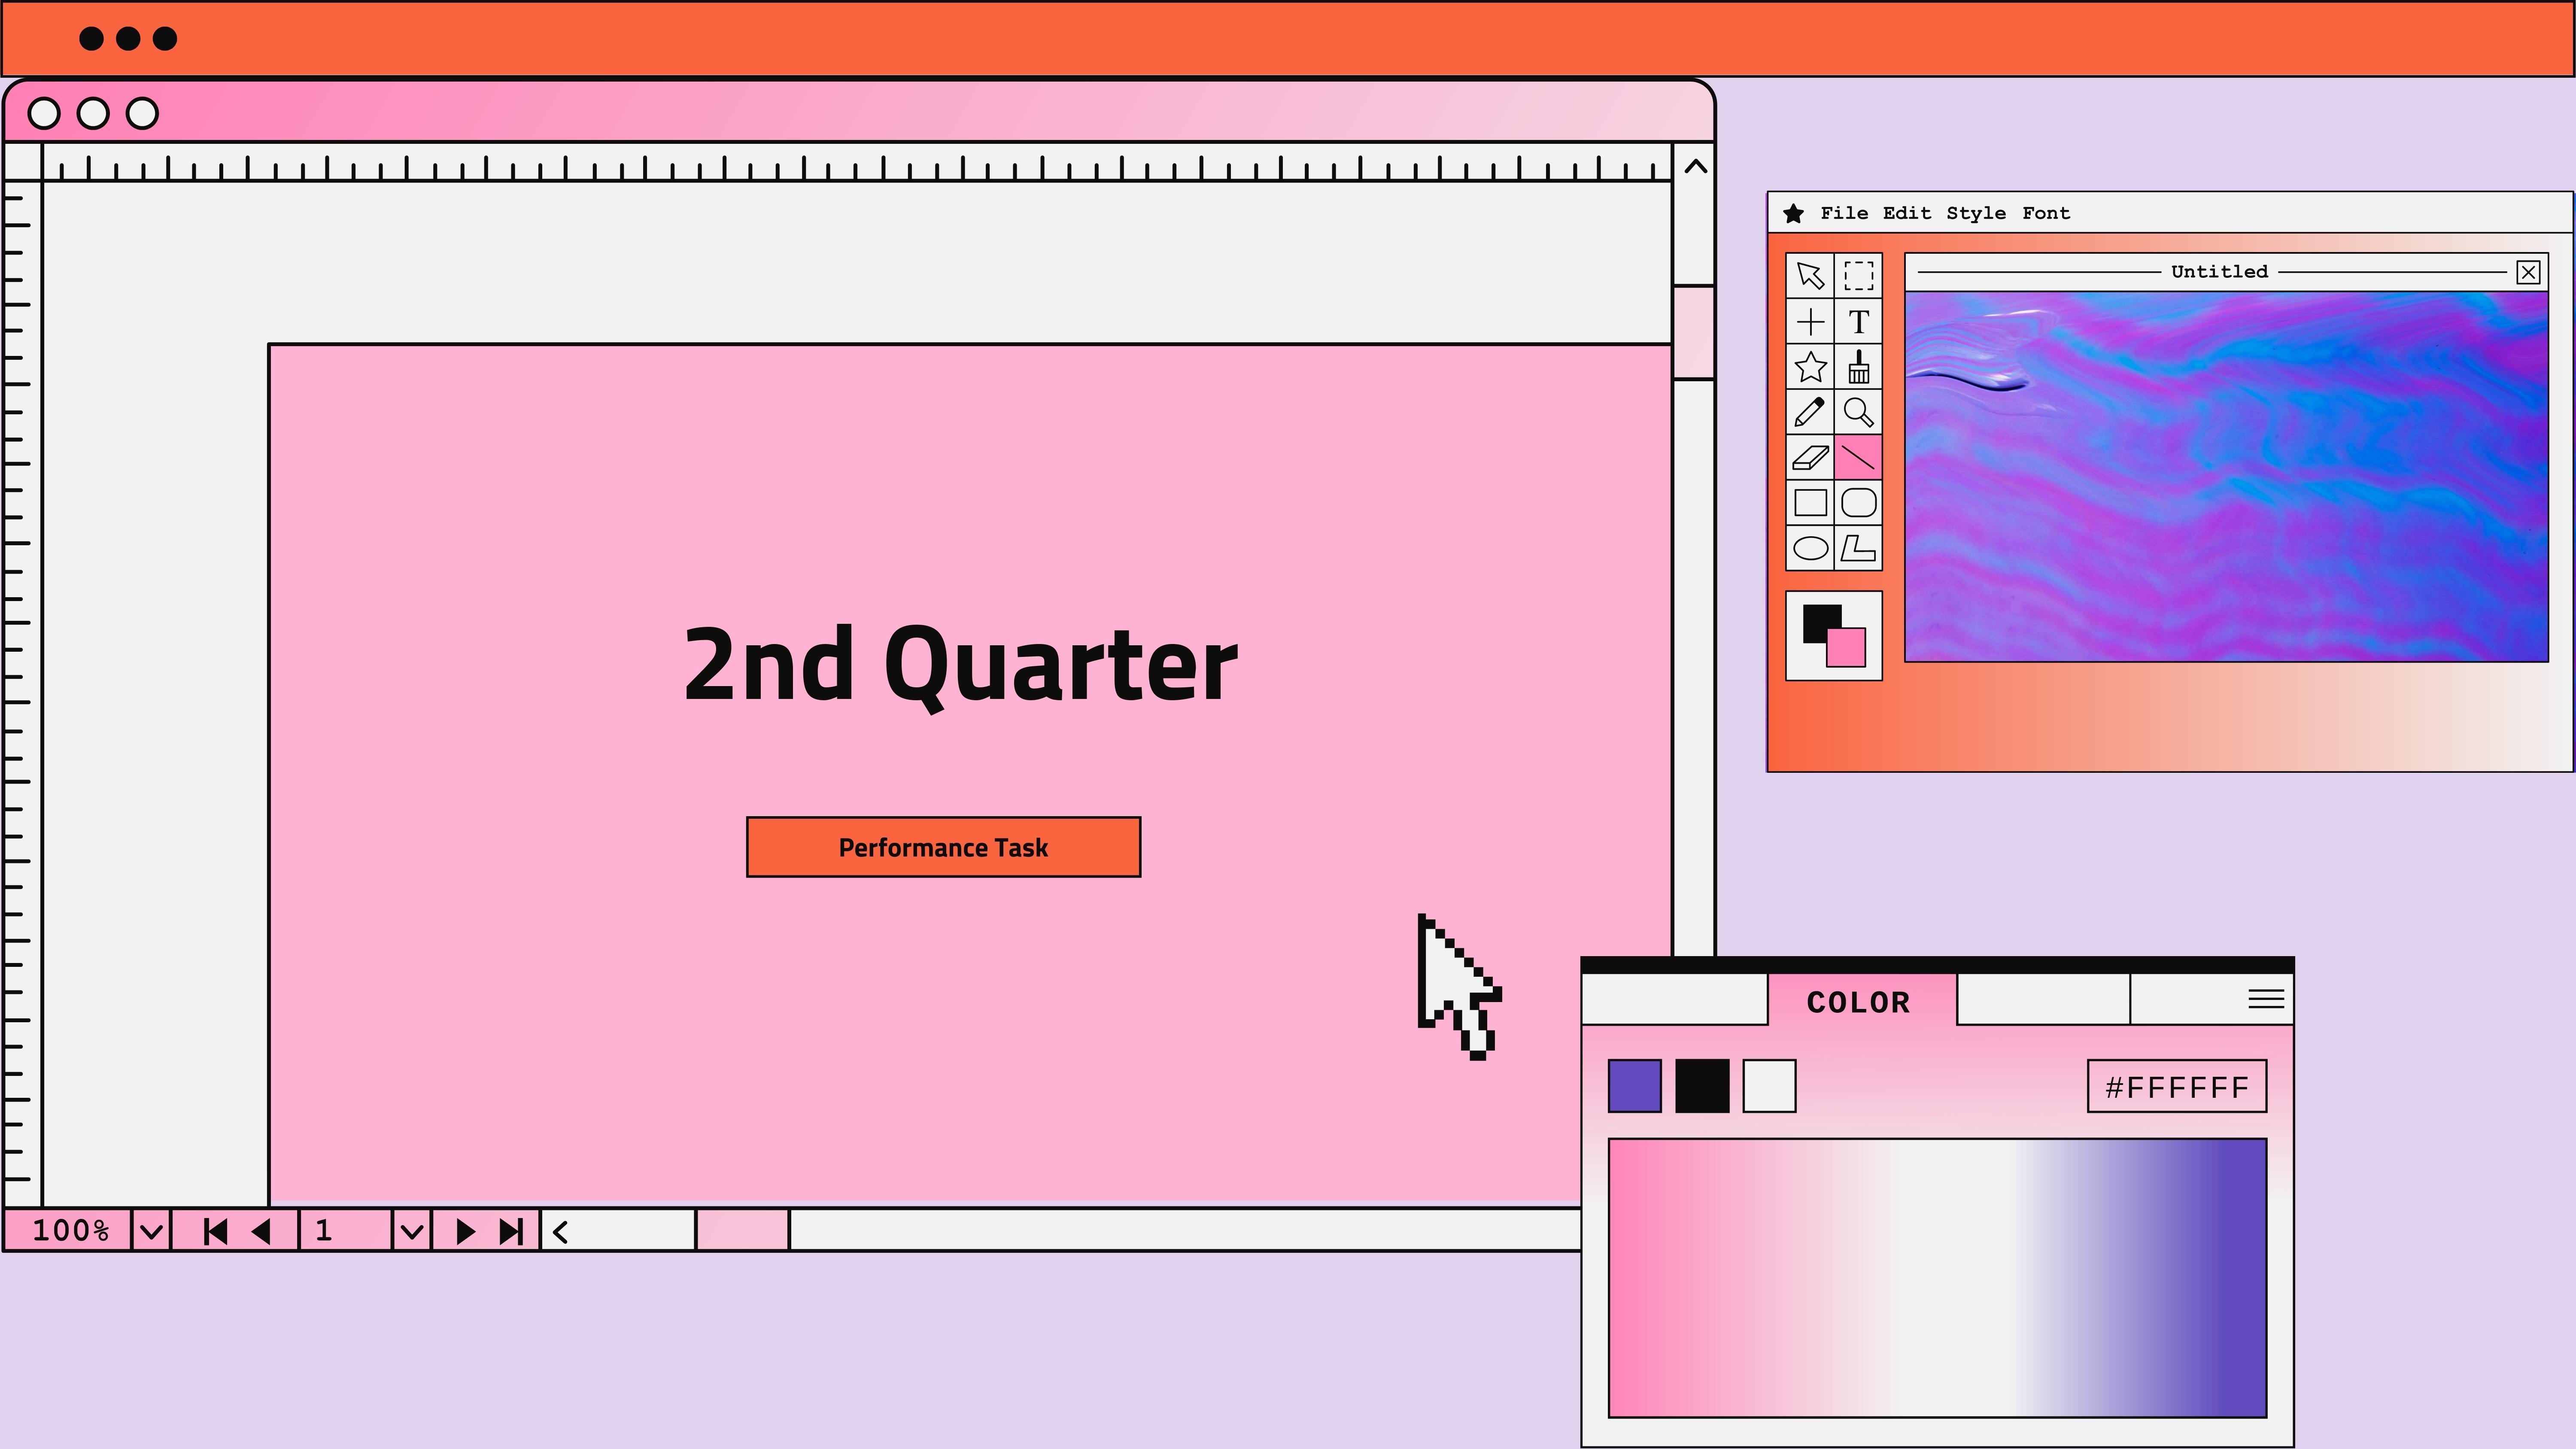 File Edit Style Font
Untitled
T
2nd Quarter
Performance Task
COLOR
#FFFFFF
100%
1